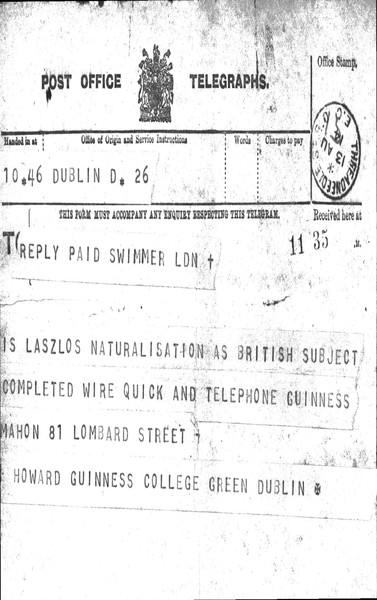 POST OFFICE TELEGRAPHS.
Office Stamp.
THREADNEEDLE
13 AU
Handed in at
Office of Origin and Service Instructions
Words
Charges to pay
10.46 DUBLIN D. 26
THIS FORM MUST ACCOMPANY ANY ENQUIRY RESPECTING THIS TELEGRAM.
Received here at
11 35 M.
REPLY PAID SWIMMER LDN +
IS LASZLOS NATURALISATION AS BRITISH SUBJECT
COMPLETED WIRE QUICK AND TELEPHONE GUINNESS
MAHON 81 LOMBARD STREET +
HOWARD GUINNESS COLLEGE GREEN DUBLIN